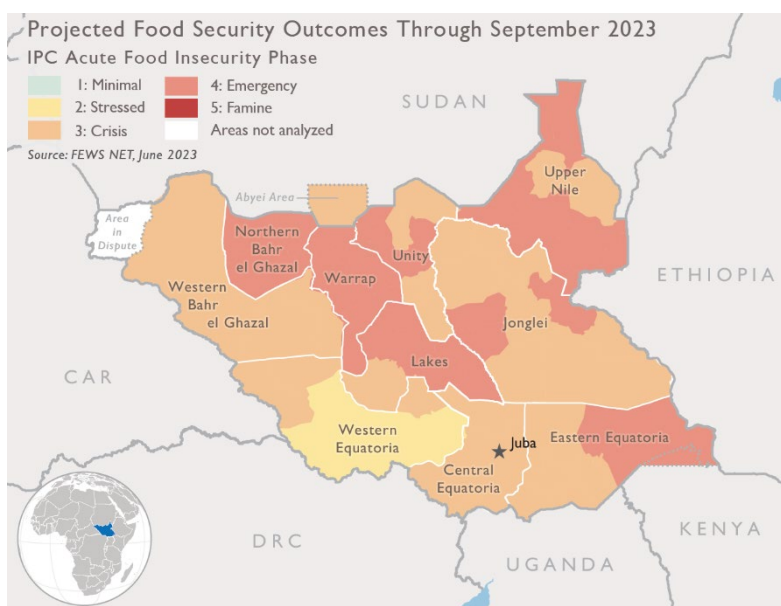 Projected Food Security Outcomes Through September 2023
IPC Acute Food Insecurity Phase
1: Minimal
4: Emergency
2: Stressed
5: Famine
3: Crisis
Areas not analyzed
Source: FEWS NET, June 2023
SUDAN
Upper
Nile
Abyei Area
Area
in
Dispute
Northern
Bahr
el Ghazal
Unity
ETHIOPIA
Warrap
Western
Bahr
el Ghazal
Jonglei
Lakes
CAR
Western
Equatoria
Juba
Eastern Equatoria
Central
Equatoria
KENYA
DRC
UGANDA